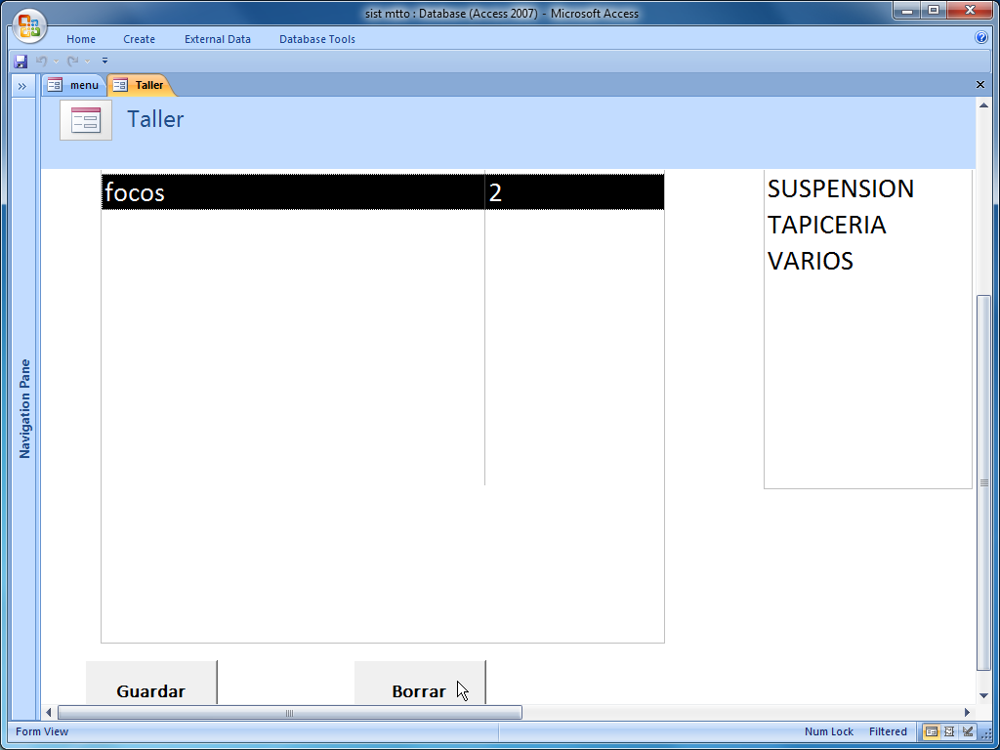 sist mtto : Database (Access 2007) - Microsoft Access
Home Create External Data Database Tools
menu Taller
Taller
focos 2
SUSPENSION
TAPICERIA
VARIOS
Navigation Pane
Guardar Borrar
Form View Num Lock Filtered